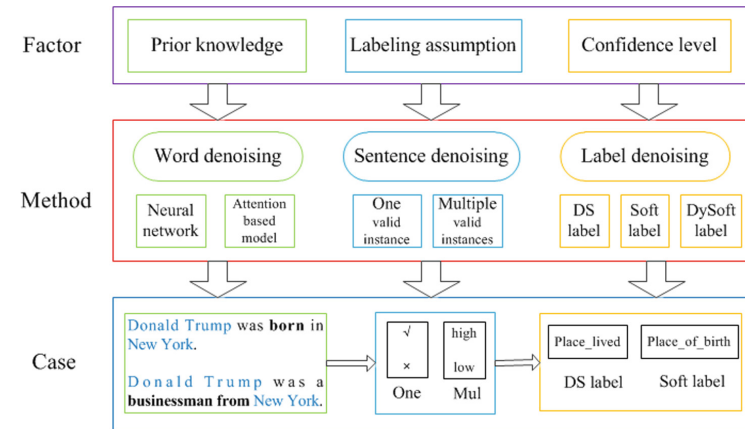 Factor
Prior knowledge
Labeling assumption
Confidence level
Method
Word denoising
Sentence denoising
Label denoising
Neural
network
Attention
based
model
One
valid
instance
Multiple
valid
instances
DS
label
Soft
label
DySoft
label
Case
Donald Trump was born in
New York.
Donald Trump was a
businessman from New York.
√
×
One
high
low
Mul
Place_lived
DS label
Place_of_birth
Soft label